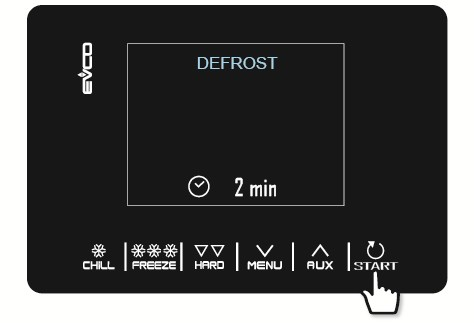 EVCO
DEFROST
2 min
CHILL FREEZE HARD MENU AUX START